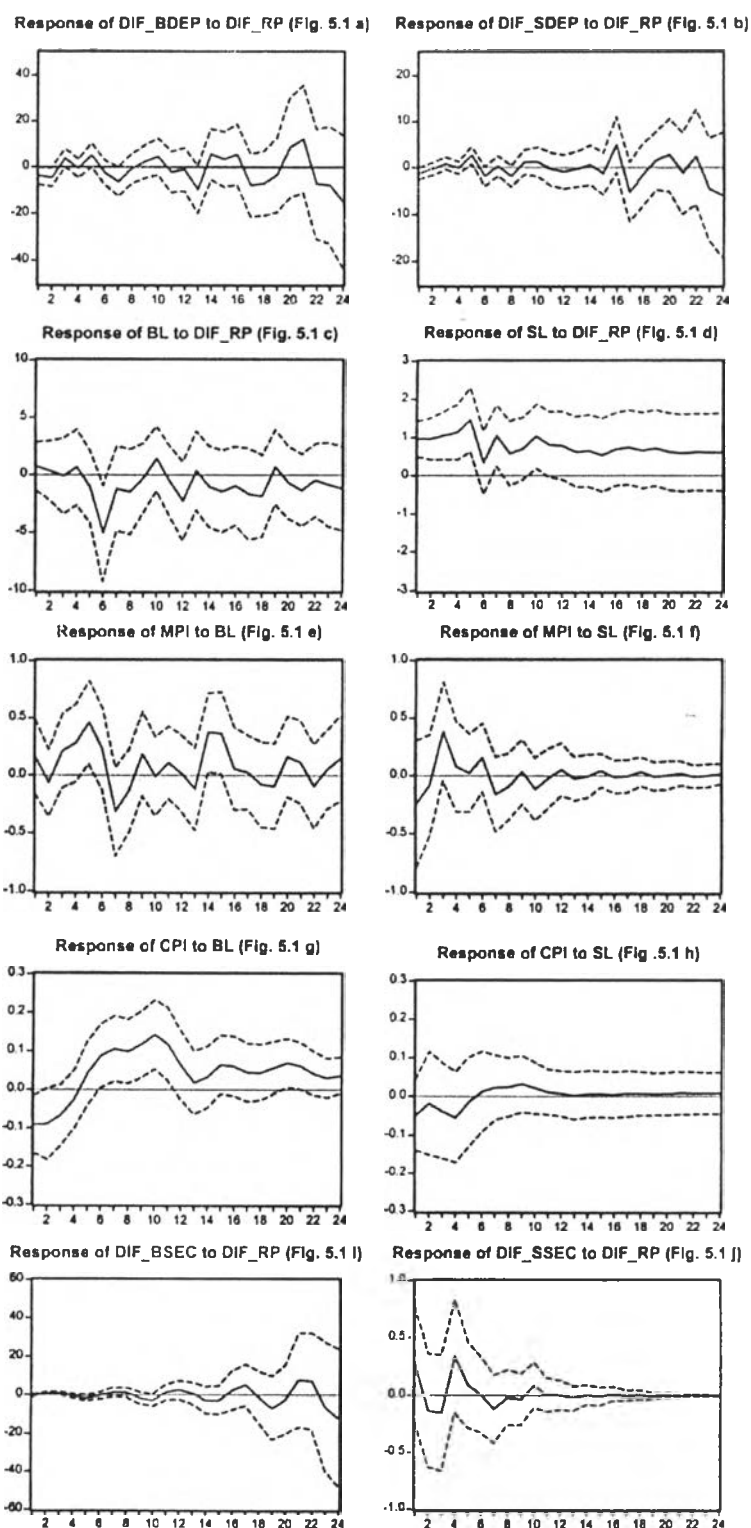 Response of DIF_BDEP to DIF_RP (Fig. 5.1 a)
40
20
0
-20
-40
2 4 6 8 10 12 14 16 18 20 22 24
Response of DIF_SDEP to DIF_RP (Fig. 5.1 b)
20
10
0
-10
-20
2 4 6 8 10 12 14 16 18 20 22 24
Response of BL to DIF_RP (Fig. 5.1 c)
10
5
0
-5
-10
2 4 6 8 10 12 14 16 18 20 22 24
Response of SL to DIF_RP (Fig. 5.1 d)
3
2
1
0
-1
-2
-3
2 4 6 8 10 12 14 16 18 20 22 24
Response of MPI to BL (Fig. 5.1 e)
1.0
0.5
0.0
-0.5
-1.0
2 4 6 8 10 12 14 16 18 20 22 24
Response of MPI to SL (Fig. 5.1 f)
1.0
0.5
0.0
-0.5
-1.0
2 4 6 8 10 12 14 16 18 20 22 24
Response of CPI to BL (Fig. 5.1 g)
0.3
0.2
0.1
0.0
-0.1
-0.2
-0.3
2 4 6 8 10 12 14 16 18 20 22 24
Response of CPI to SL (Fig .5.1 h)
0.3
0.2
0.1
0.0
-0.1
-0.2
-0.3
2 4 6 8 10 12 14 16 18 20 22 24
Response of DIF_BSEC to DIF_RP (Fig. 5.1 i)
60
40
20
0
-20
-40
-60
2 4 6 8 10 12 14 16 18 20 22 24
Response of DIF_SSEC to DIF_RP (Fig. 5.1 j)
1.0
0.5
0.0
-0.5
-1.0
2 4 6 8 10 12 14 16 18 20 22 24